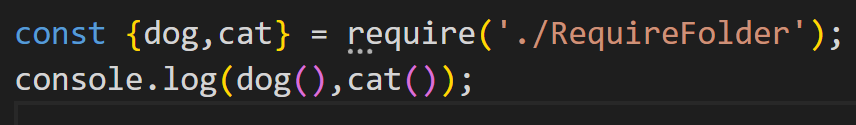 const {dog,cat} = require('./RequireFolder');
console.log(dog(),cat());